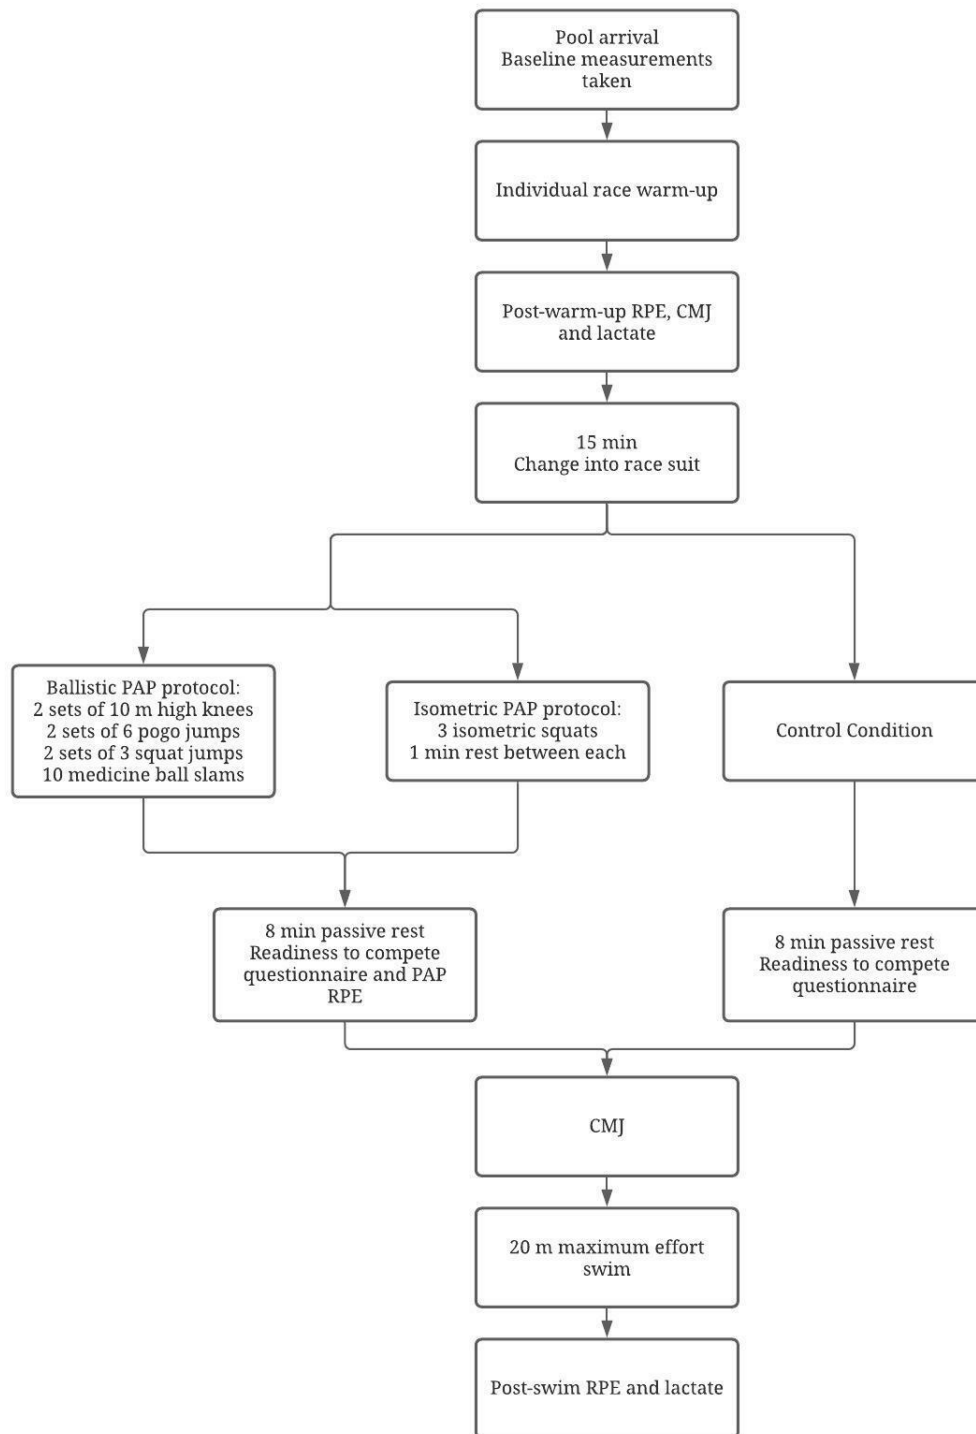 Pool arrival
Baseline measurements
taken
Individual race warm-up
Post-warm-up RPE, CMJ
and lactate
15 min
Change into race suit
Ballistic PAP protocol:
2 sets of 10 m high knees
2 sets of 6 pogo jumps
2 sets of 3 squat jumps
10 medicine ball slams
Isometric PAP protocol:
3 isometric squats
1 min rest between each
Control Condition
8 min passive rest
Readiness to compete
questionnaire and PAP
RPE
8 min passive rest
Readiness to compete
questionnaire
CMJ
20 m maximum effort
swim
Post-swim RPE and lactate